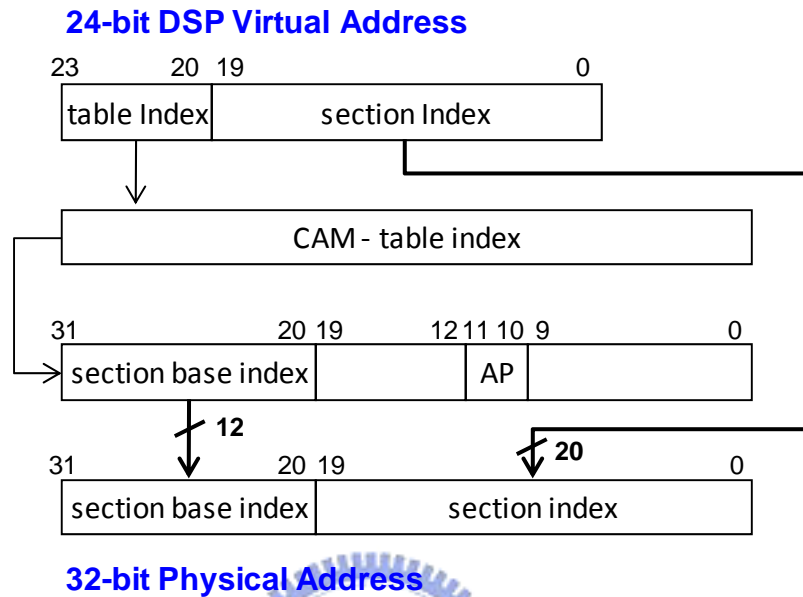 24-bit DSP Virtual Address
23 20 19 0
table Index section Index
CAM - table index
31 20 19 12 11 10 9 0
section base index AP
12
20
31 20 19 0
section base index section index
32-bit Physical Address